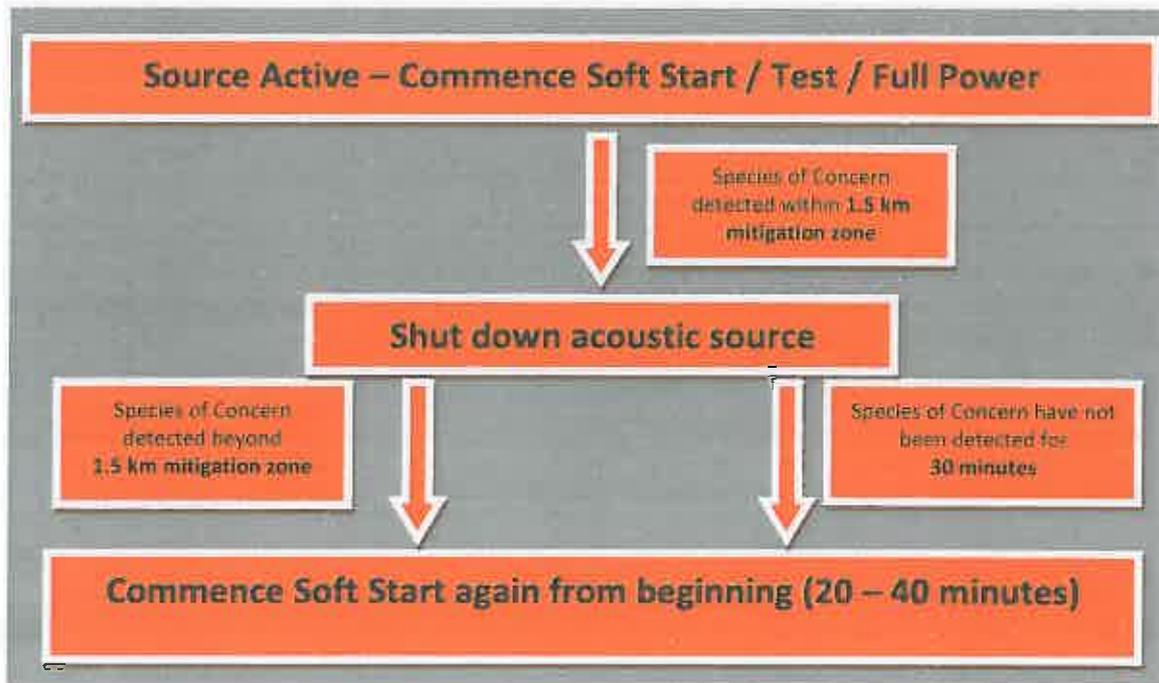 Source Active – Commence Soft Start / Test / Full Power
Species of Concern
detected within 1.5 km
mitigation zone
Shut down acoustic source
Species of Concern
detected beyond
1.5 km mitigation zone
Species of Concern have not
been detected for
30 minutes
Commence Soft Start again from beginning (20 – 40 minutes)